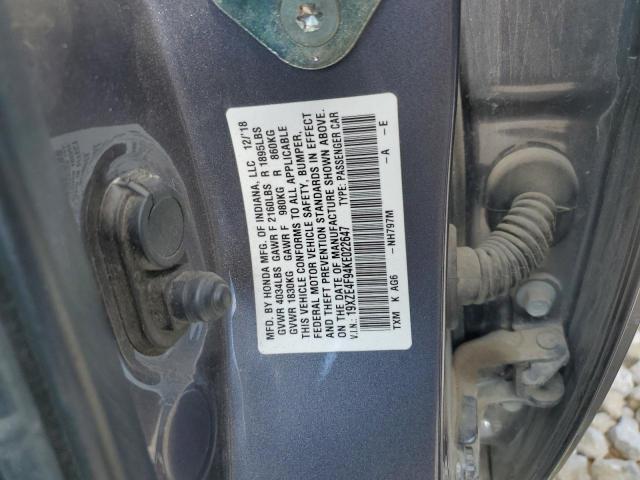 MFD. BY HONDA MFG. OF INDIANA, LLC 12/18
GVWR 4034LBS GAWR F 2160LBS R 1895LBS
GVWR 1830KG GAWR F 980KG R 860KG
THIS VEHICLE CONFORMS TO ALL APPLICABLE
FEDERAL MOTOR VEHICLE SAFETY, BUMPER,
AND THEFT PREVENTION STANDARDS IN EFFECT
ON THE DATE OF MANUFACTURE SHOWN ABOVE.
V.I.N.: 19XZE4F94KE022647 TYPE: PASSENGER CAR
TXM K AG6 -NH797M -A -E